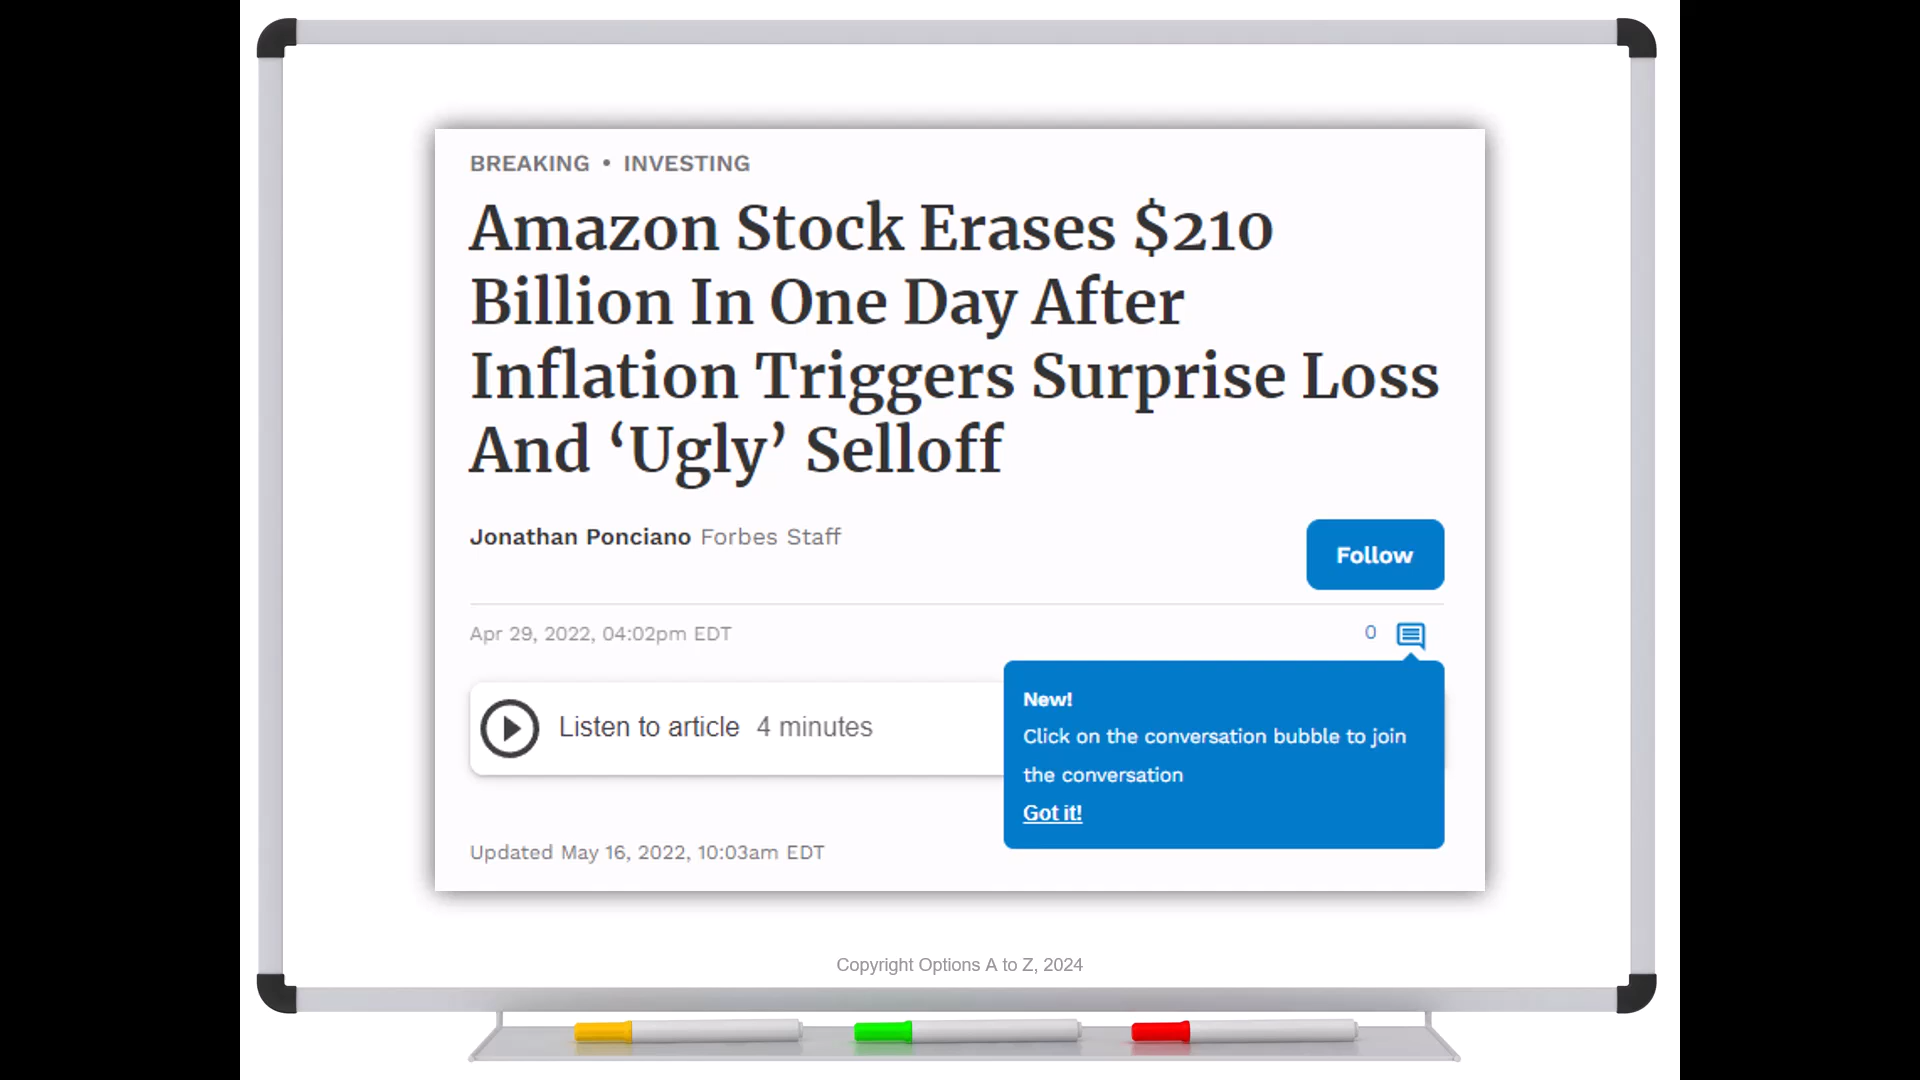 BREAKING • INVESTING
Amazon Stock Erases $210
Billion In One Day After
Inflation Triggers Surprise Loss
And ‘Ugly’ Selloff
Jonathan Ponciano Forbes Staff
Follow
Apr 29, 2022, 04:02pm EDT
0
Listen to article 4 minutes
New!
Click on the conversation bubble to join
the conversation
Got it!
Updated May 16, 2022, 10:03am EDT
Copyright Options A to Z, 2024